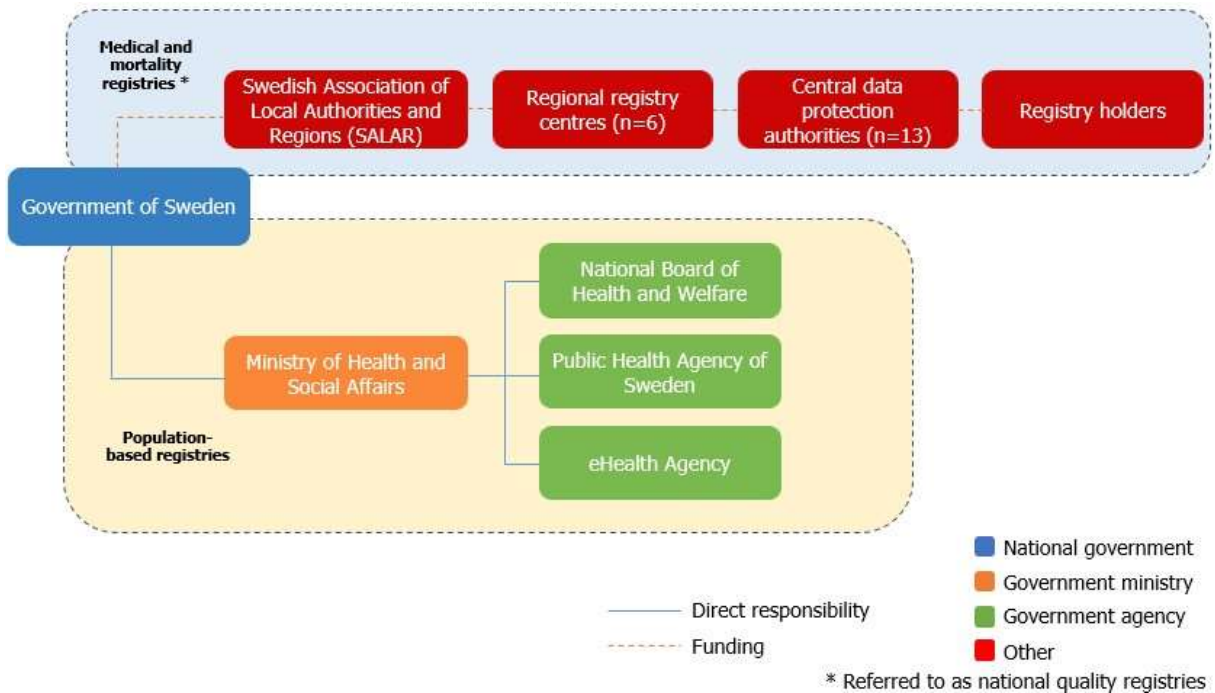 Medical and
mortality
registries *
Swedish Association of
Local Authorities and
Regions (SALAR)
Regional registry
centres (n=6)
Central data
protection
authorities (n=13)
Registry holders
Government of Sweden
National Board of
Health and Welfare
Ministry of Health and
Social Affairs
Public Health Agency of
Sweden
eHealth Agency
Population-
based registries
Direct responsibility
Funding
National government
Government ministry
Government agency
Other
* Referred to as national quality registries